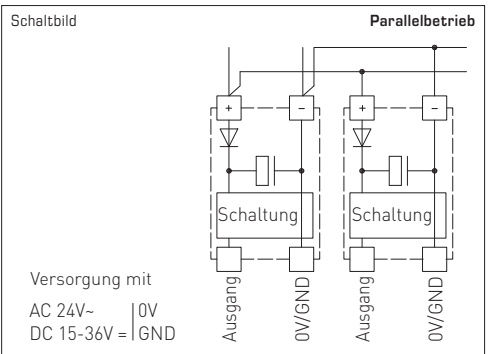 Schaltbild
Parallelbetrieb
+
−
+
−
Schaltung
Schaltung
Versorgung mit
AC 24V~ | 0V
DC 15-36V = | GND
Ausgang
0V/GND
Ausgang
0V/GND